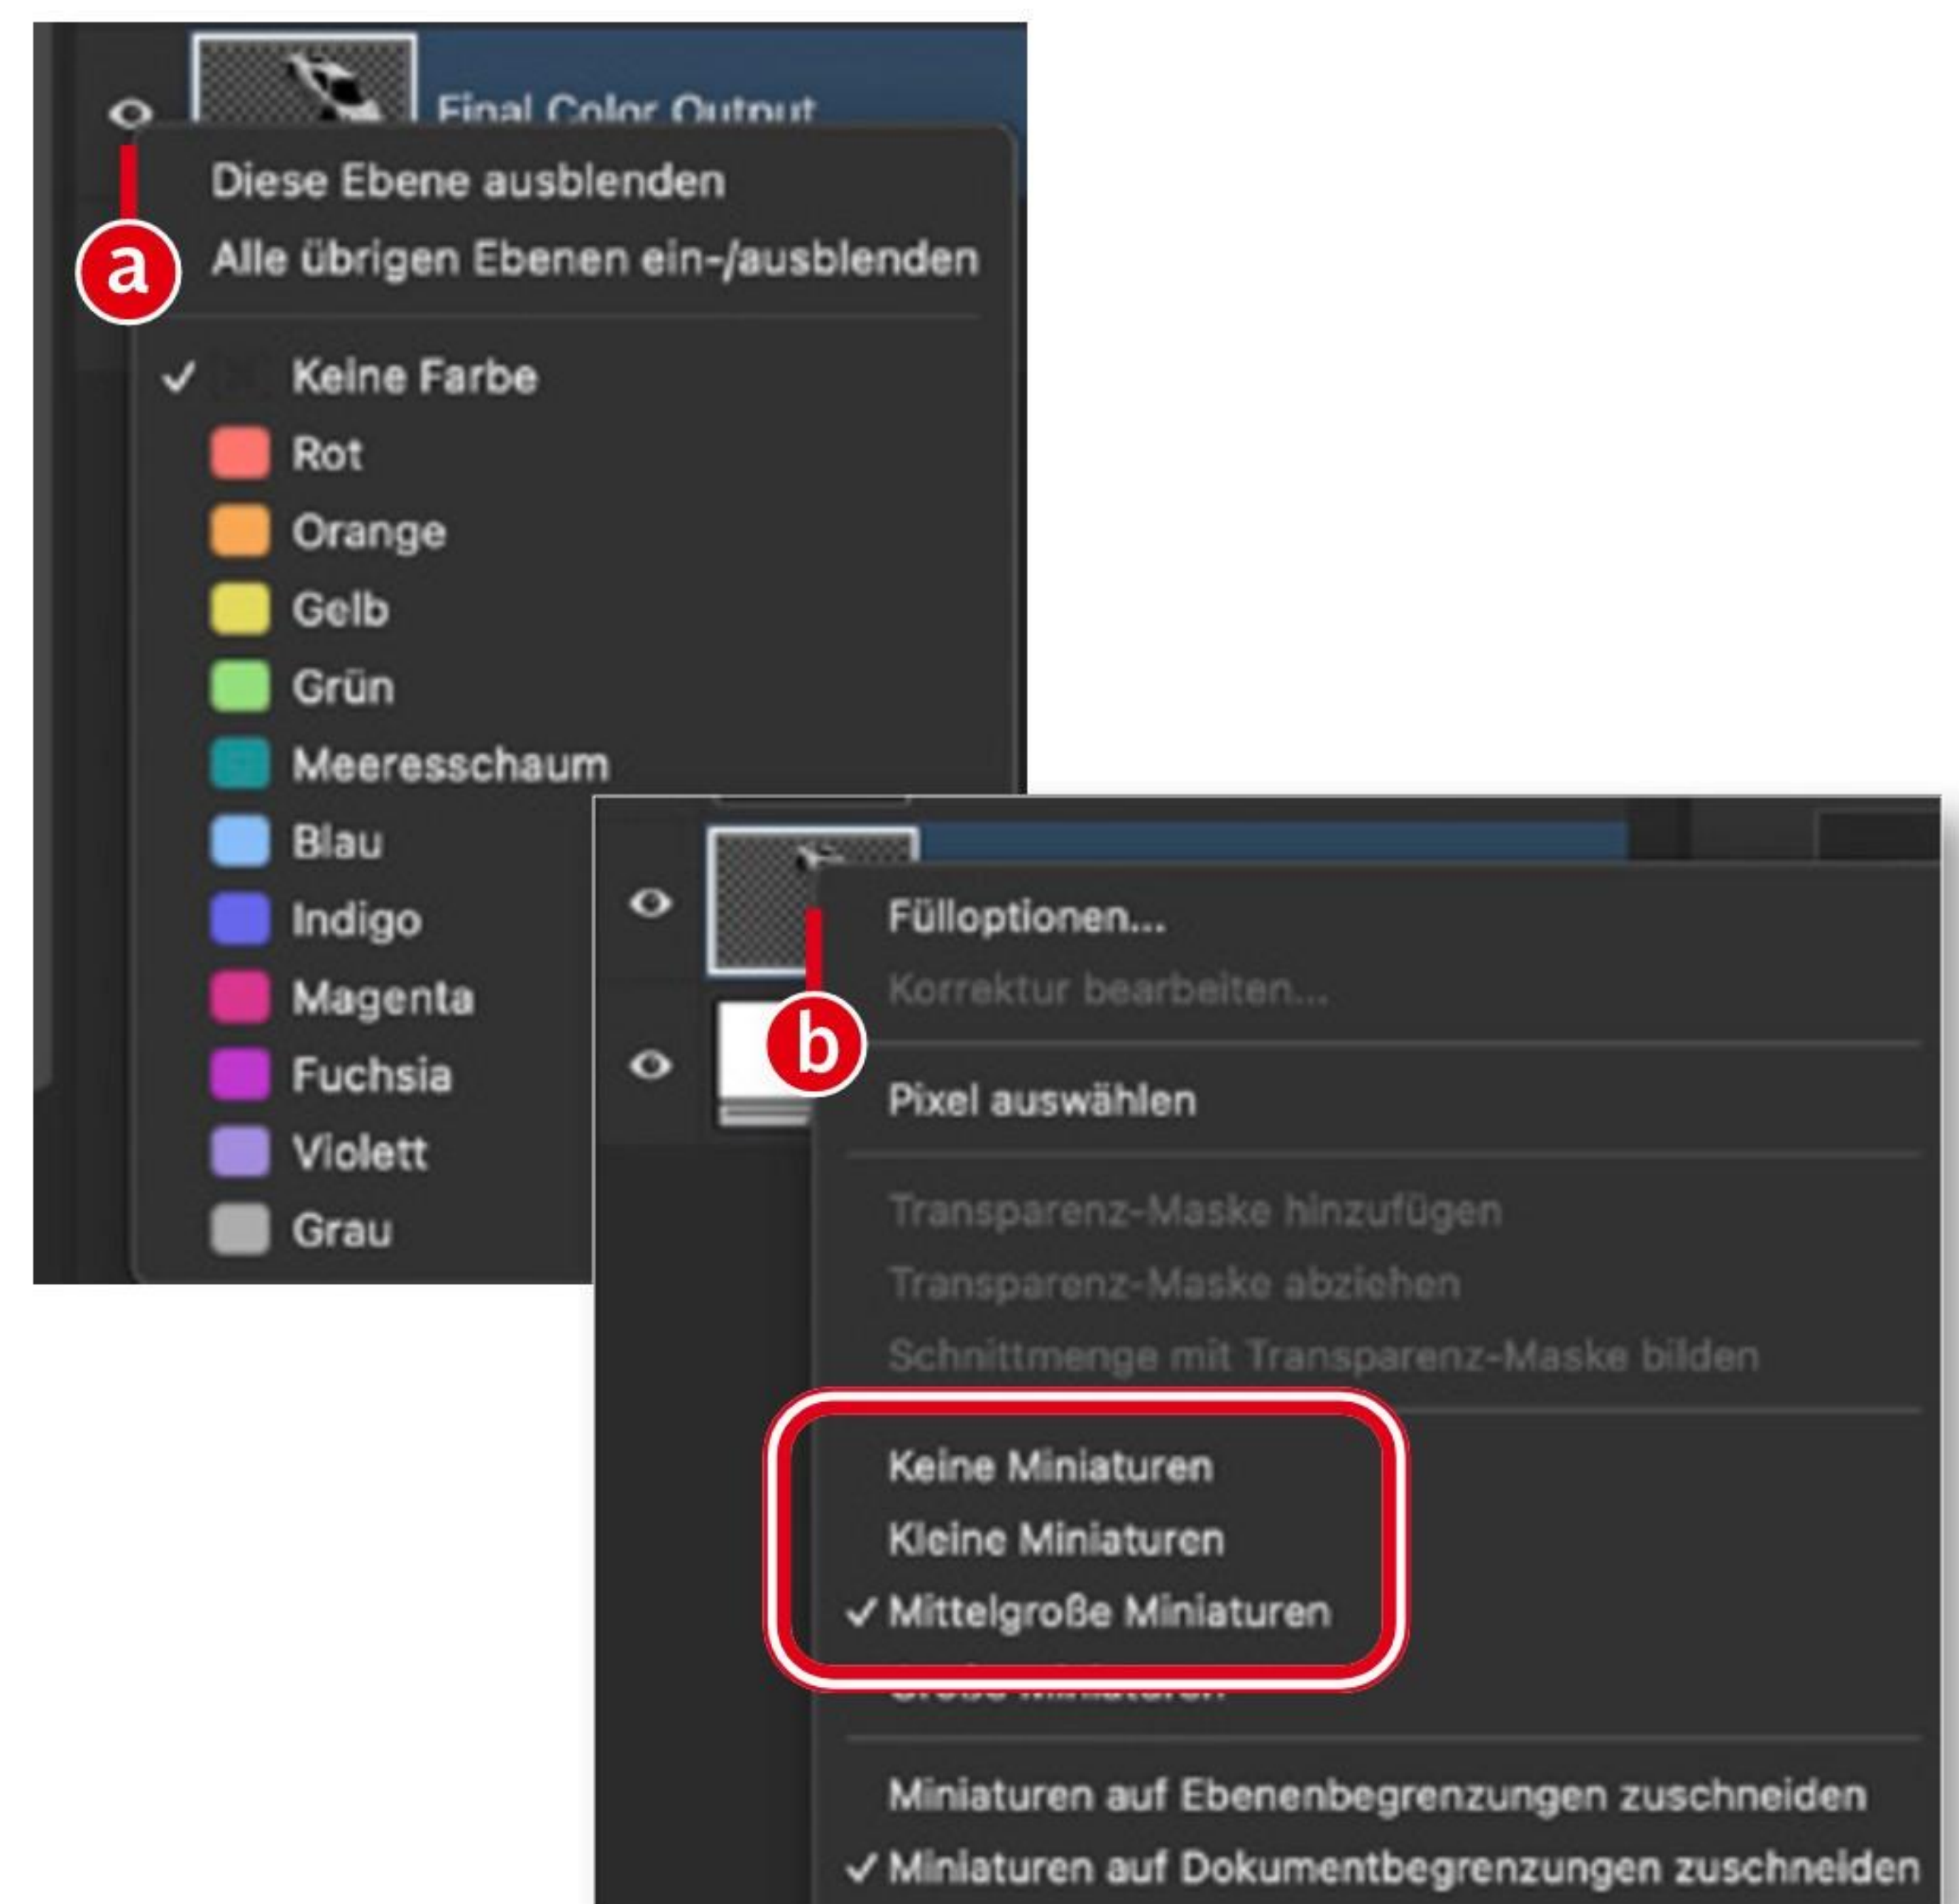 Final Color Output
Diese Ebene ausblenden
Alle übrigen Ebenen ein-/ausblenden
a
Keine Farbe
Rot
Orange
Gelb
Grün
Meeresschaum
Blau
Indigo
Magenta
Fuchsia
Violett
Grau
Fülloptionen...
Korrektur bearbeiten...
b
Pixel auswählen
Transparenz-Maske hinzufügen
Transparenz-Maske abziehen
Schnittmenge mit Transparenz-Maske bilden
Keine Miniaturen
Kleine Miniaturen
Mittelgroße Miniaturen
Große Miniaturen
Miniaturen auf Ebenenbegrenzungen zuschneiden
Miniaturen auf Dokumentbegrenzungen zuschneiden